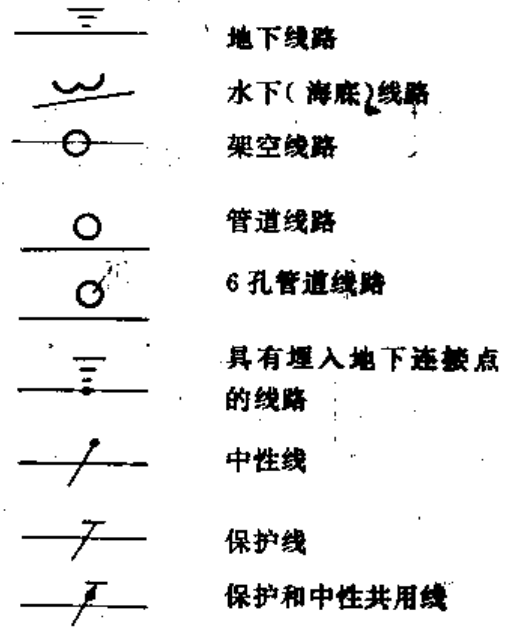 地下线路
水下(海底)线路
架空线路
管道线路
6孔管道线路
具有埋入地下连接点
的线路
中性线
保护线
保护和中性共用线